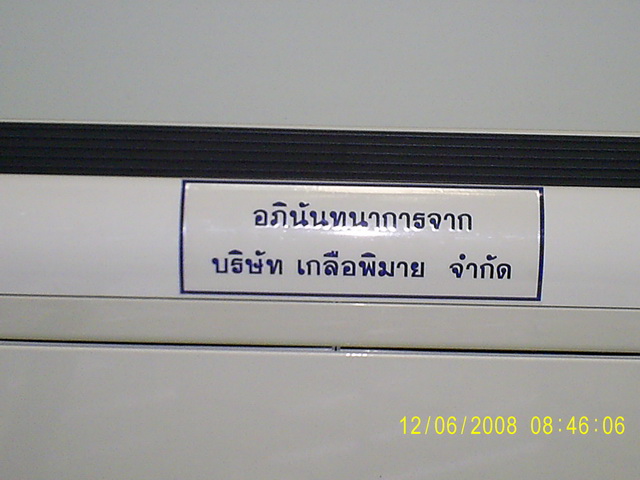 อภินันทนาการจาก
บริษัท เกลือพิมาย จำกัด
12/06/2008 08:46:06